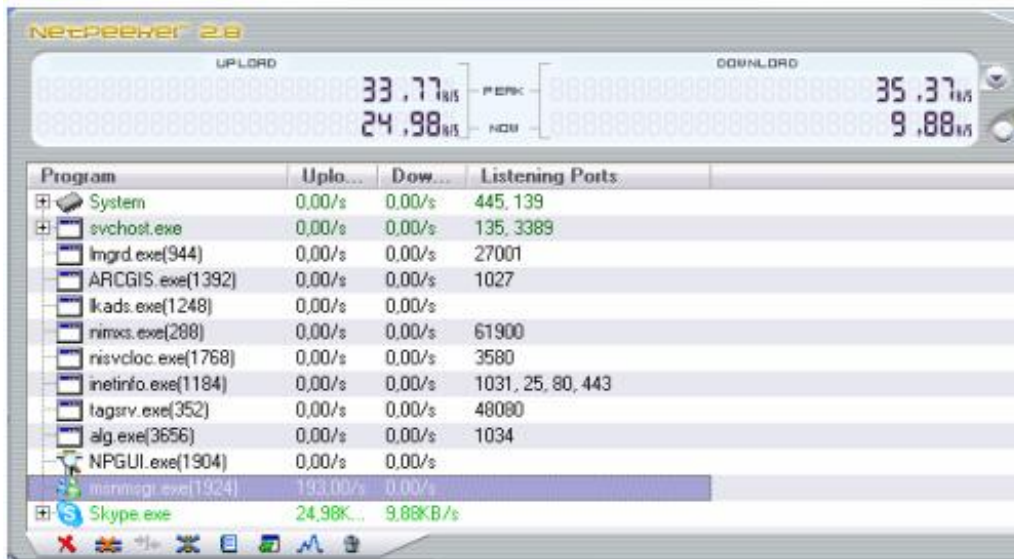 NetPeeker 2.8
UPLOAD DOWNLOAD
33,77K/S PEAK 35,37K/S
24,98K/S NOW 9,88K/S
Program Uplo... Dow... Listening Ports
System 0,00/s 0,00/s 445, 139
svchost.exe 0,00/s 0,00/s 135, 3389
lmgrd.exe(944) 0,00/s 0,00/s 27001
ARCGIS.exe(1392) 0,00/s 0,00/s 1027
lkads.exe(1248) 0,00/s 0,00/s
nimxs.exe(288) 0,00/s 0,00/s 61900
nisvcloc.exe(1768) 0,00/s 0,00/s 3580
inetinfo.exe(1184) 0,00/s 0,00/s 1031, 25, 80, 443
tagsrv.exe(352) 0,00/s 0,00/s 48080
alg.exe(3656) 0,00/s 0,00/s 1034
NPGUI.exe(1904) 0,00/s 0,00/s
msnmsgr.exe(1924) 193,00/s 0,00/s
Skype.exe 24,98K... 9,88KB/s